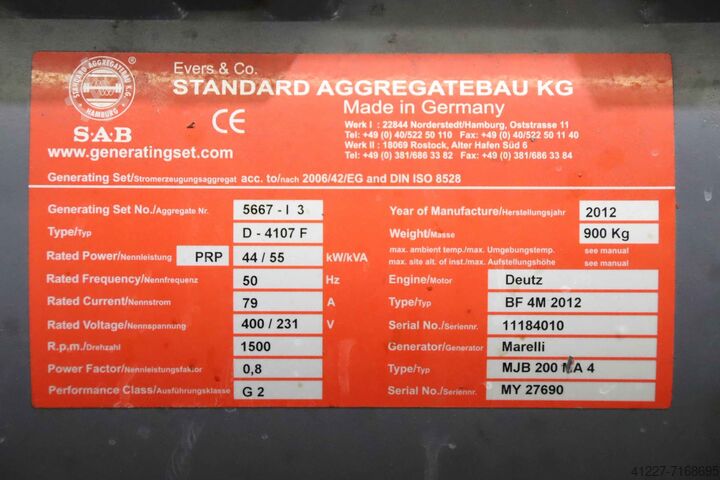 STANDARD AGGREGATEBAU K.G.
HAMBURG
S·A·B
www.generatingset.com
Evers & Co.
STANDARD AGGREGATEBAU KG
Made in Germany
CE
Werk I : 22844 Norderstedt/Hamburg, Oststrasse 11
Tel: +49 (0) 40/522 50 110 Fax: +49 (0) 40/522 50 11 40
Werk II : 18069 Rostock, Alter Hafen Süd 6
Tel: +49 (0) 381/686 33 82 Fax: +49 (0) 381/686 33 84
Generating Set/Stromerzeugungsaggregat acc. to/nach 2006/42/EG and DIN ISO 8528
Generating Set No./Aggregate Nr. 5667 - I 3
Type/Typ D - 4107 F
Rated Power/Nennleistung PRP 44 / 55 kW/kVA
Rated Frequency/Nennfrequenz 50 Hz
Rated Current/Nennstrom 79 A
Rated Voltage/Nennspannung 400 / 231 V
R.p.m./Drehzahl 1500
Power Factor/Nennleistungsfaktor 0,8
Performance Class/Ausführungsklasse G 2
Year of Manufacture/Herstellungsjahr 2012
Weight/Masse 900 Kg
max. ambient temp./max. Umgebungstemp. see manual
max. site alt. of inst./max. Aufstellungshöhe see manual
Engine/Motor Deutz
Type/Typ BF 4M 2012
Serial No./Seriennr. 11184010
Generator/Generator Marelli
Type/Typ MJB 200 MA 4
Serial No./Seriennr. MY 27690
41227-7168695